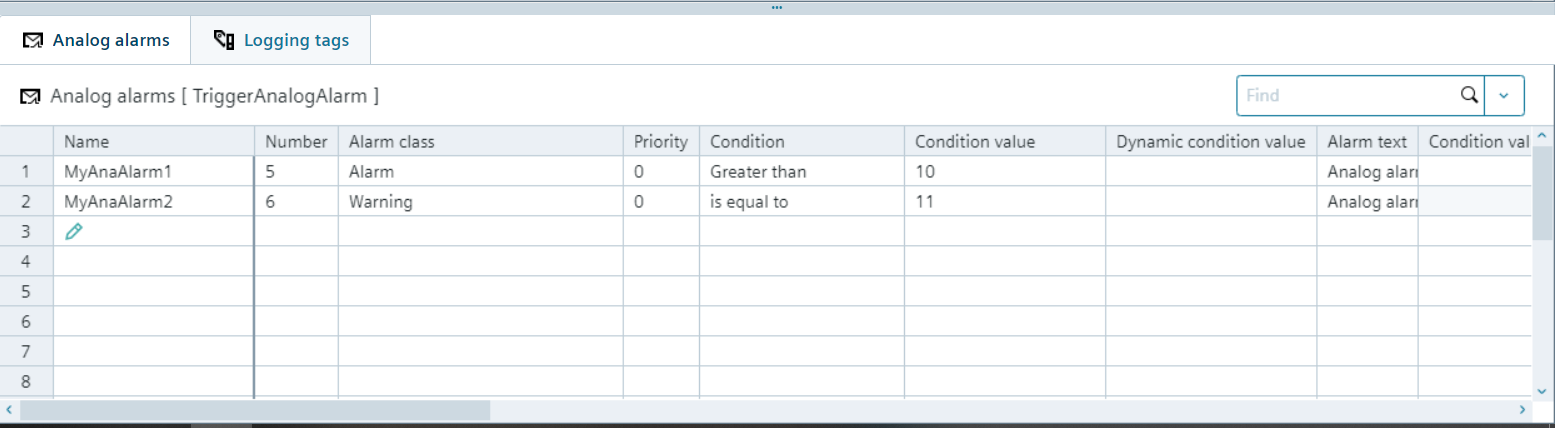 Analog alarms Logging tags
Analog alarms [ TriggerAnalogAlarm ] Find
Name Number Alarm class Priority Condition Condition value Dynamic condition value Alarm text Condition val
1 MyAnaAlarm1 5 Alarm 0 Greater than 10 Analog alarm
2 MyAnaAlarm2 6 Warning 0 is equal to 11 Analog alarm
3
4
5
6
7
8